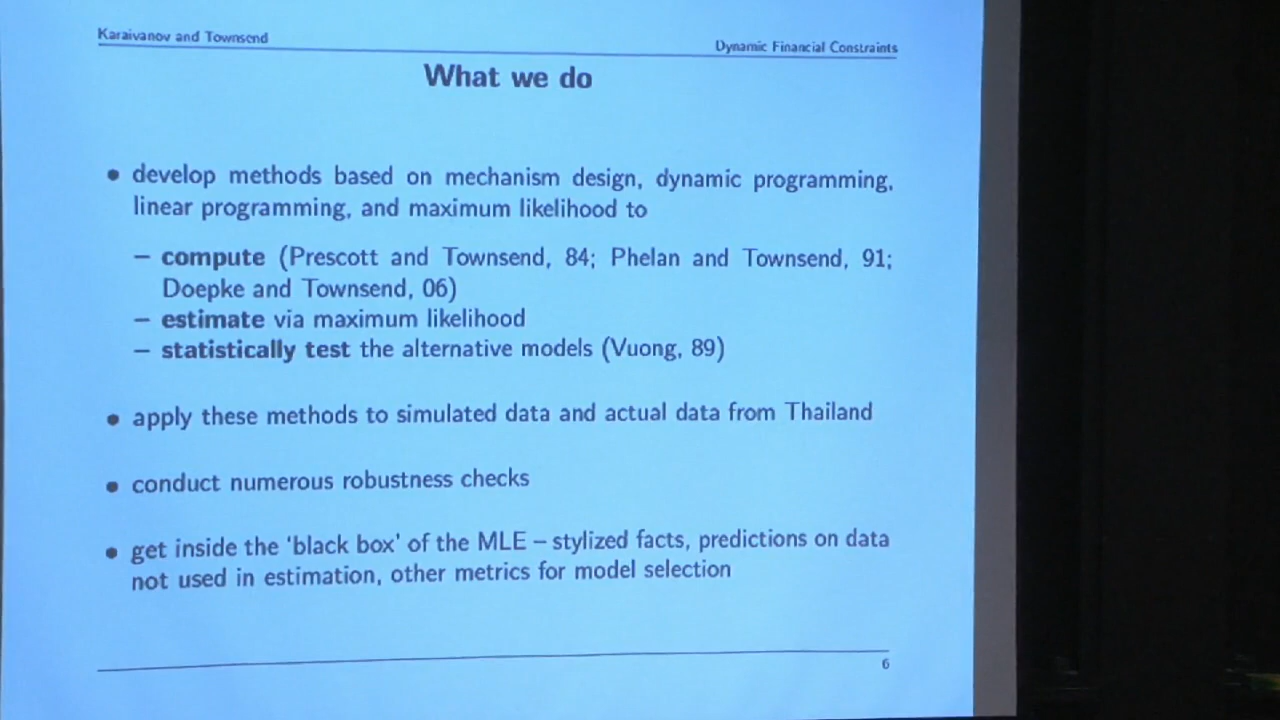 Karaivanov and Townsend
Dynamic Financial Constraints
What we do
• develop methods based on mechanism design, dynamic programming,
linear programming, and maximum likelihood to
– compute (Prescott and Townsend, 84; Phelan and Townsend, 91;
Doepke and Townsend, 06)
– estimate via maximum likelihood
– statistically test the alternative models (Vuong, 89)
• apply these methods to simulated data and actual data from Thailand
• conduct numerous robustness checks
• get inside the 'black box' of the MLE – stylized facts, predictions on data
not used in estimation, other metrics for model selection
6